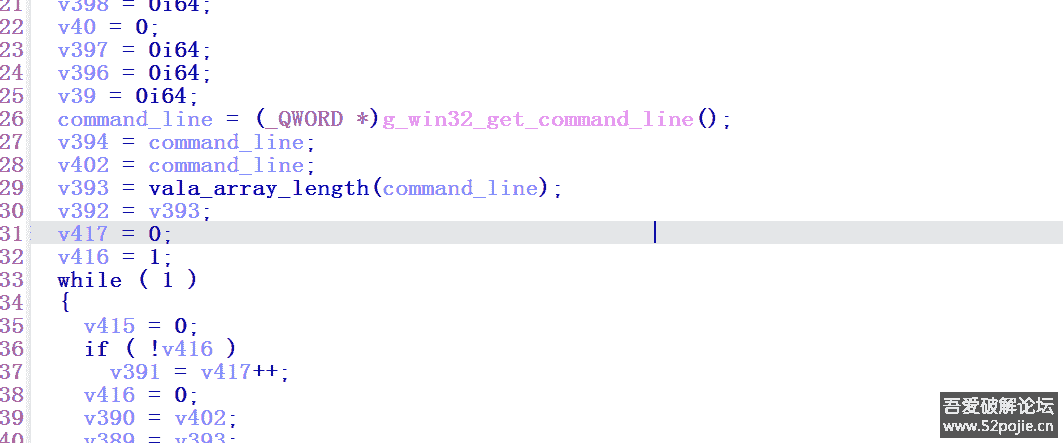 21 v398 = 0i64;
22 v40 = 0;
23 v397 = 0i64;
24 v396 = 0i64;
25 v39 = 0i64;
26 command_line = (_QWORD *)g_win32_get_command_line();
27 v394 = command_line;
28 v402 = command_line;
29 v393 = vala_array_length(command_line);
30 v392 = v393;
31 v417 = 0;
32 v416 = 1;
33 while ( 1 )
34 {
35 v415 = 0;
36 if ( !v416 )
37 v391 = v417++;
38 v416 = 0;
39 v390 = v402;
40 v389 = v393;
吾爱破解论坛
www.52pojie.cn